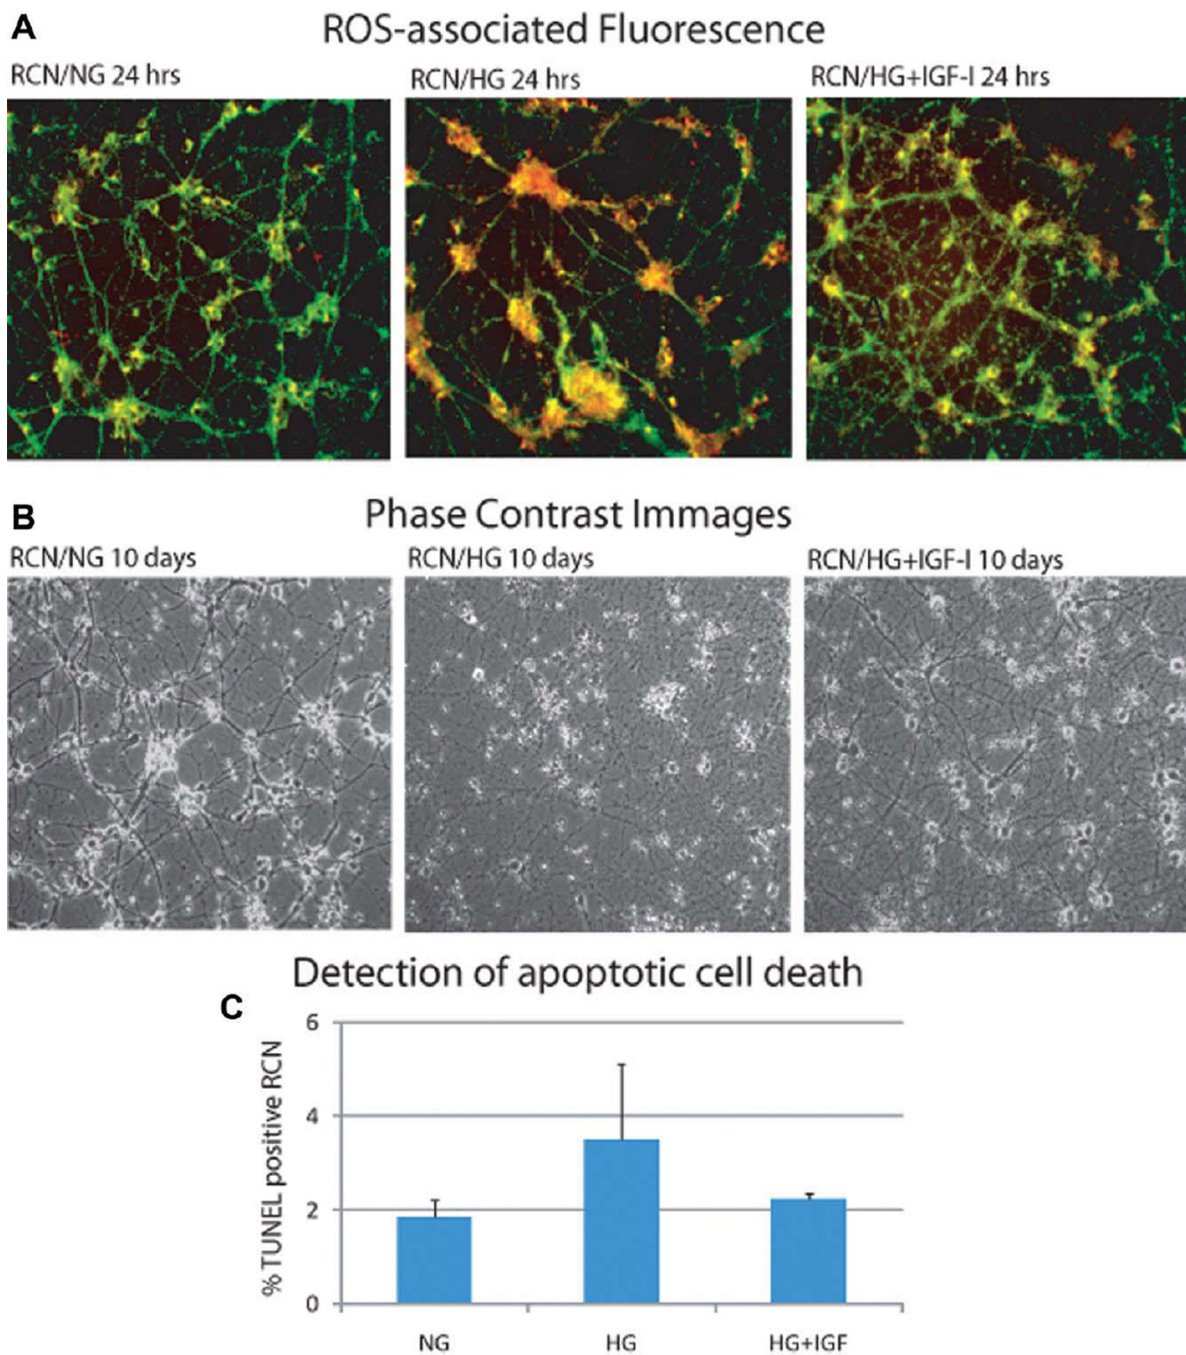 A
ROS-associated Fluorescence
RCN/NG 24 hrs
RCN/HG 24 hrs
RCN/HG+IGF-I 24 hrs
A
B
Phase Contrast Immages
RCN/NG 10 days
RCN/HG 10 days
RCN/HG+IGF-I 10 days
Detection of apoptotic cell death
C
% TUNEL positive RCN
6
4
2
0
NG
HG
HG+IGF